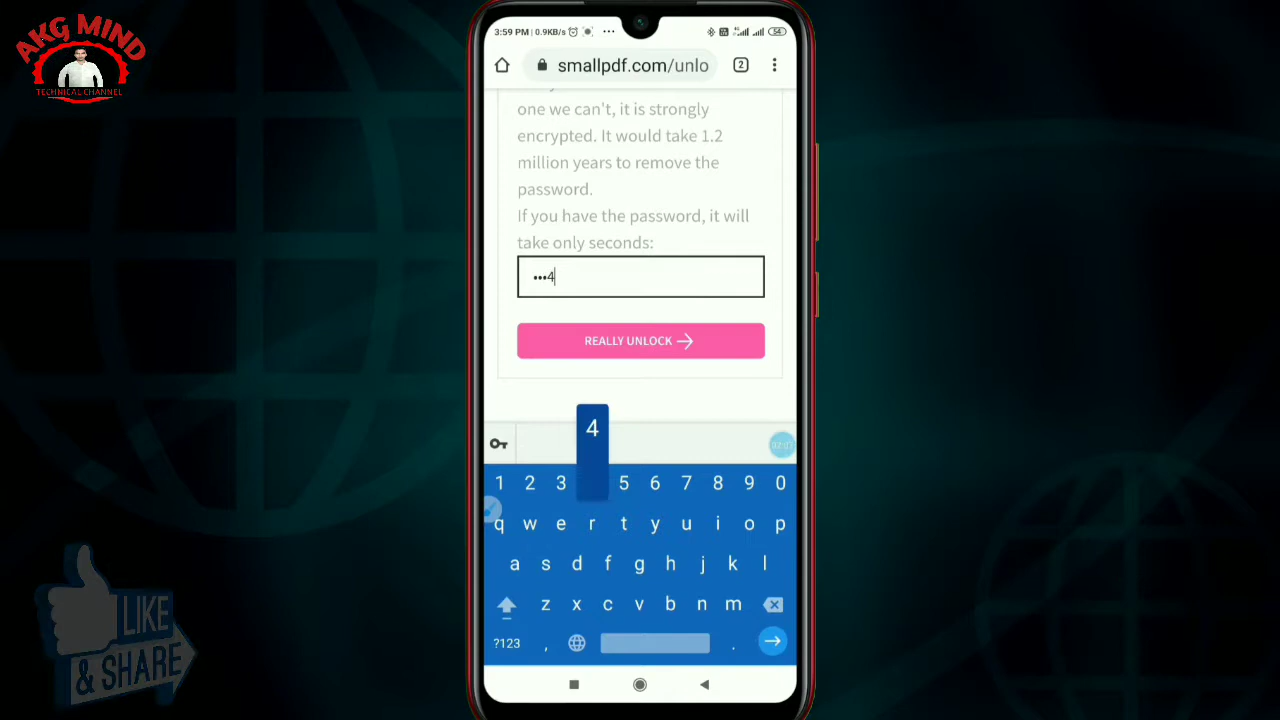 AKG MIND
TECHNICAL CHANNEL
3:59 PM | 0.9KB/s
54
smallpdf.com/unlo
2
one we can't, it is strongly
encrypted. It would take 1.2
million years to remove the
password.
If you have the password, it will
take only seconds:
•••4
REALLY UNLOCK →
4
1 2 3 5 6 7 8 9 0
q w e r t y u i o p
a s d f g h j k l
z x c v b n m
?123 , .
LIKE
& SHARE